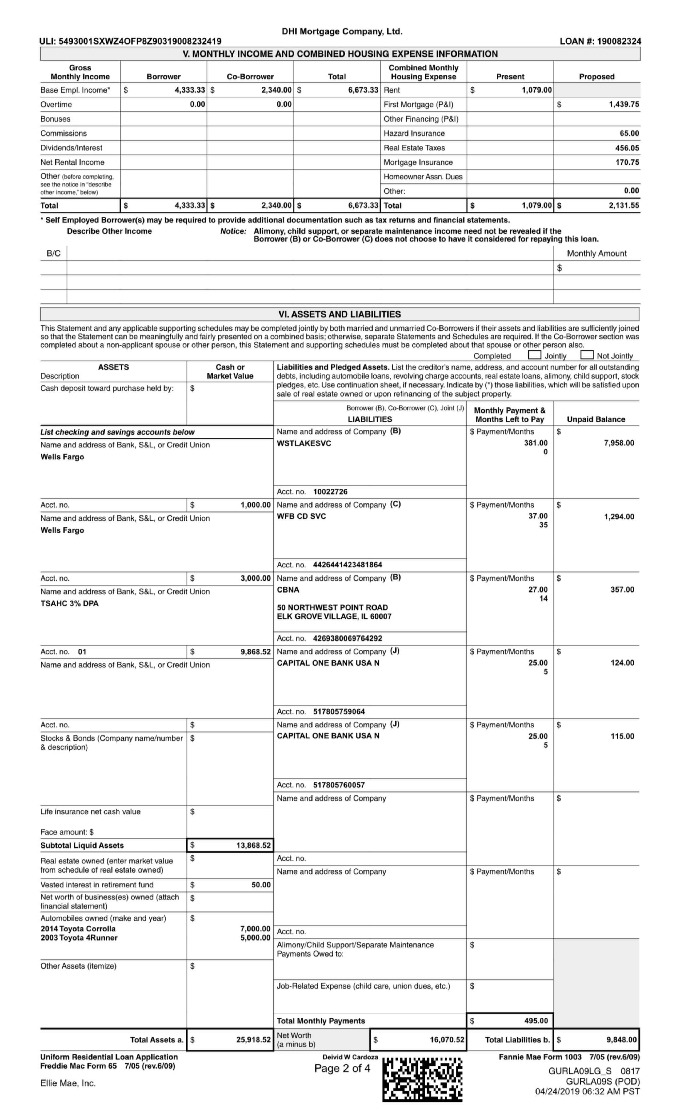 DHI Mortgage Company, Ltd.
ULI: 5493001SXWZ4OFP8Z90319008232419 LOAN #: 190082324
V. MONTHLY INCOME AND COMBINED HOUSING EXPENSE INFORMATION
Gross Monthly Income Borrower Co-Borrower Total Combined Monthly Housing Expense Present Proposed
Base Empl. Income* $ 4,333.33 $ 2,340.00 $ 6,673.33 Rent $ 1,079.00
Overtime 0.00 0.00 First Mortgage (P&I) $ 1,439.75
Bonuses Other Financing (P&I)
Commissions Hazard Insurance 65.00
Dividends/Interest Real Estate Taxes 456.05
Net Rental Income Mortgage Insurance 170.75
Other (before completing, see the notice in "describe other income," below) Homeowner Assn. Dues
Other: 0.00
Total $ 4,333.33 $ 2,340.00 $ 6,673.33 Total $ 1,079.00 $ 2,131.55
* Self Employed Borrower(s) may be required to provide additional documentation such as tax returns and financial statements.
Describe Other Income Notice: Alimony, child support, or separate maintenance income need not be revealed if the
Borrower (B) or Co-Borrower (C) does not choose to have it considered for repaying this loan.
B/C Monthly Amount
$
VI. ASSETS AND LIABILITIES
This Statement and any applicable supporting schedules may be completed jointly by both married and unmarried Co-Borrowers if their assets and liabilities are sufficiently joined
so that the Statement can be meaningfully and fairly presented on a combined basis; otherwise, separate Statements and Schedules are required. If the Co-Borrower section was
completed about a non-applicant spouse or other person, this Statement and supporting schedules must be completed about that spouse or other person also.
Completed Jointly Not Jointly
ASSETS
Description
Cash or Market Value
Liabilities and Pledged Assets. List the creditor's name, address, and account number for all outstanding
debts, including automobile loans, revolving charge accounts, real estate loans, alimony, child support, stock
pledges, etc. Use continuation sheet, if necessary. Indicate by (*) those liabilities, which will be satisfied upon
sale of real estate owned or upon refinancing of the subject property.
Cash deposit toward purchase held by: $
Borrower (B), Co-Borrower (C), Joint (J)
LIABILITIES
Monthly Payment & Months Left to Pay
Unpaid Balance
List checking and savings accounts below
Name and address of Company (B) $ Payment/Months $
Name and address of Bank, S&L, or Credit Union
WSTLAKESVC 381.00 7,958.00
0
Wells Fargo
Acct. no. 10022726
Acct. no. $ 1,000.00
Name and address of Company (C) $ Payment/Months $
Name and address of Bank, S&L, or Credit Union
WFB CD SVC 37.00 1,294.00
35
Wells Fargo
Acct. no. 4426441423481864
Acct. no. $ 3,000.00
Name and address of Company (B) $ Payment/Months $
Name and address of Bank, S&L, or Credit Union
CBNA 27.00 357.00
14
TSAHC 3% DPA
50 NORTHWEST POINT ROAD
ELK GROVE VILLAGE, IL 60007
Acct. no. 4269380069764292
Acct. no. 01 $ 9,868.52
Name and address of Company (J) $ Payment/Months $
Name and address of Bank, S&L, or Credit Union
CAPITAL ONE BANK USA N 25.00 124.00
5
Acct. no. 517805759064
Acct. no. $
Name and address of Company (J) $ Payment/Months $
Stocks & Bonds (Company name/number & description) $
CAPITAL ONE BANK USA N 25.00 115.00
5
Acct. no. 517805760057
Name and address of Company $ Payment/Months $
Life insurance net cash value $
Face amount: $
Subtotal Liquid Assets $ 13,868.52
Acct. no.
Real estate owned (enter market value from schedule of real estate owned) $
Name and address of Company $ Payment/Months $
Vested interest in retirement fund $ 50.00
Net worth of business(es) owned (attach financial statement) $
Automobiles owned (make and year) $
2014 Toyota Corrolla 7,000.00
2003 Toyota 4Runner 5,000.00
Acct. no.
Alimony/Child Support/Separate Maintenance Payments Owed to: $
Other Assets (itemize) $
Job-Related Expense (child care, union dues, etc.) $
Total Monthly Payments $ 495.00
Total Assets a. $ 25,918.52 Net Worth (a minus b) $ 16,070.52 Total Liabilities b. $ 9,848.00
Uniform Residential Loan Application
Freddie Mac Form 65 7/05 (rev.6/09)
Ellie Mae, Inc.
Deivid W Cardoza
Page 2 of 4
Fannie Mae Form 1003 7/05 (rev.6/09)
GURLA09LG_S 0817
GURLA09S (POD)
04/24/2019 06:32 AM PST